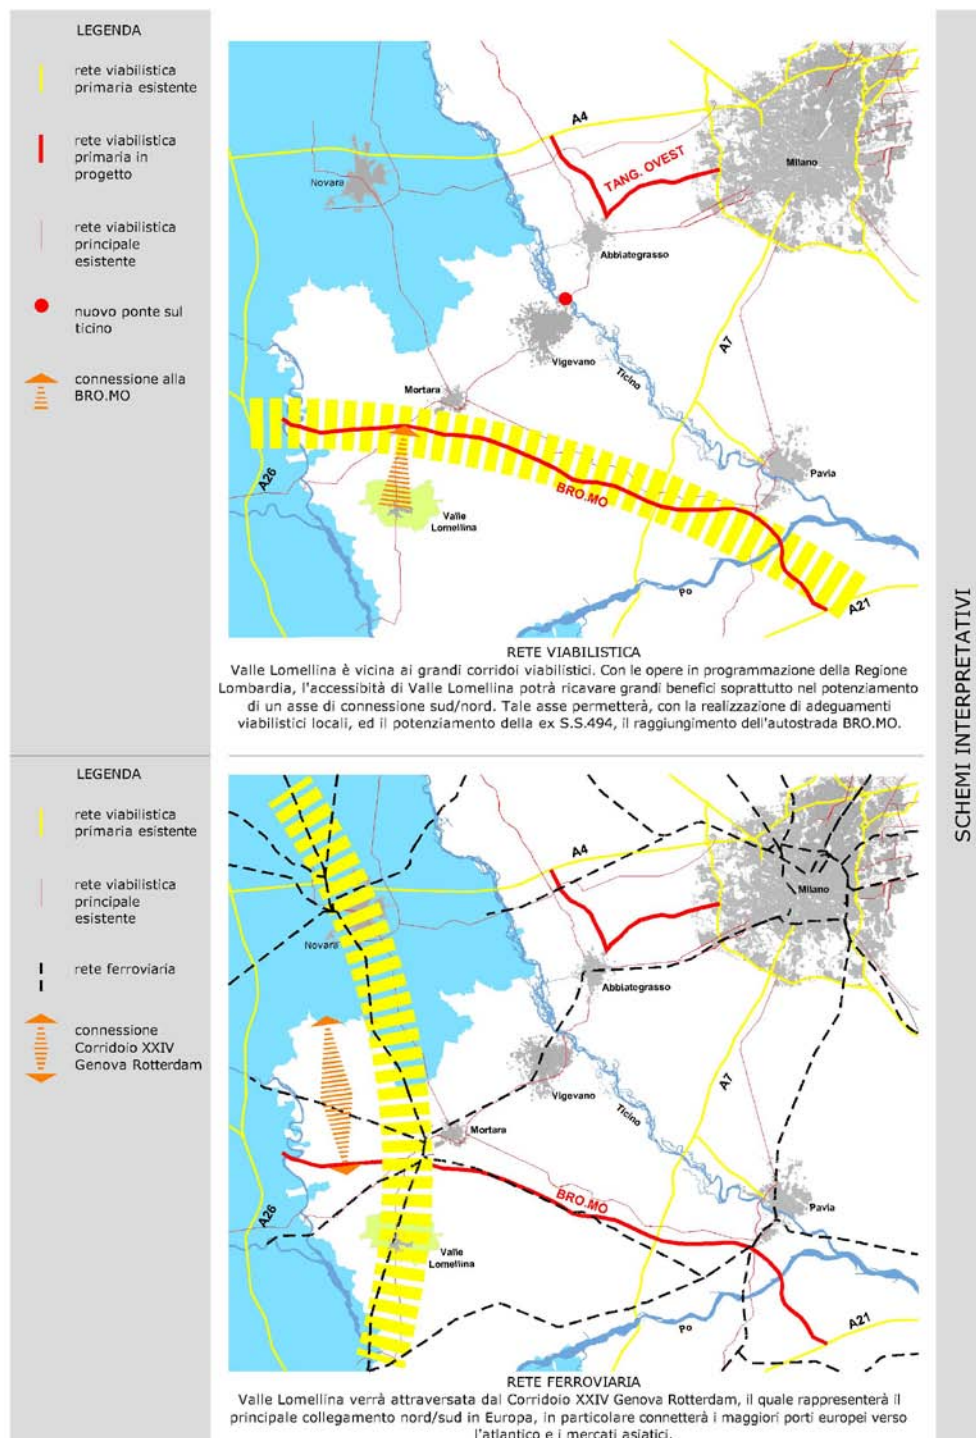 LEGENDA
rete viabilistica
primaria esistente
rete viabilistica
primaria in
progetto
rete viabilistica
principale
esistente
nuovo ponte sul
ticino
connessione alla
BRO.MO
A4
TANG. OVEST
Milano
Novara
Abbiategrasso
Vigevano
A7
Ticino
Mortara
Pavia
A26
BRO.MO
Valle
Lomellina
Po
A21
RETE VIABILISTICA
Valle Lomellina è vicina ai grandi corridoi viabilistici. Con le opere in programmazione della Regione
Lombardia, l'accessibità di Valle Lomellina potrà ricavare grandi benefici soprattutto nel potenziamento
di un asse di connessione sud/nord. Tale asse permetterà, con la realizzazione di adeguamenti
viabilistici locali, ed il potenziamento della ex S.S.494, il raggiungimento dell'autostrada BRO.MO.
SCHEMI INTERPRETATIVI
LEGENDA
rete viabilistica
primaria esistente
rete viabilistica
principale
esistente
rete ferroviaria
connessione
Corridoio XXIV
Genova Rotterdam
A4
Milano
Novara
Abbiategrasso
Vigevano
A7
Ticino
Mortara
BRO.MO
Pavia
A26
Valle
Lomellina
Po
A21
RETE FERROVIARIA
Valle Lomellina verrà attraversata dal Corridoio XXIV Genova Rotterdam, il quale rappresenterà il
principale collegamento nord/sud in Europa, in particolare connetterà i maggiori porti europei verso
l'atlantico e i mercati asiatici.